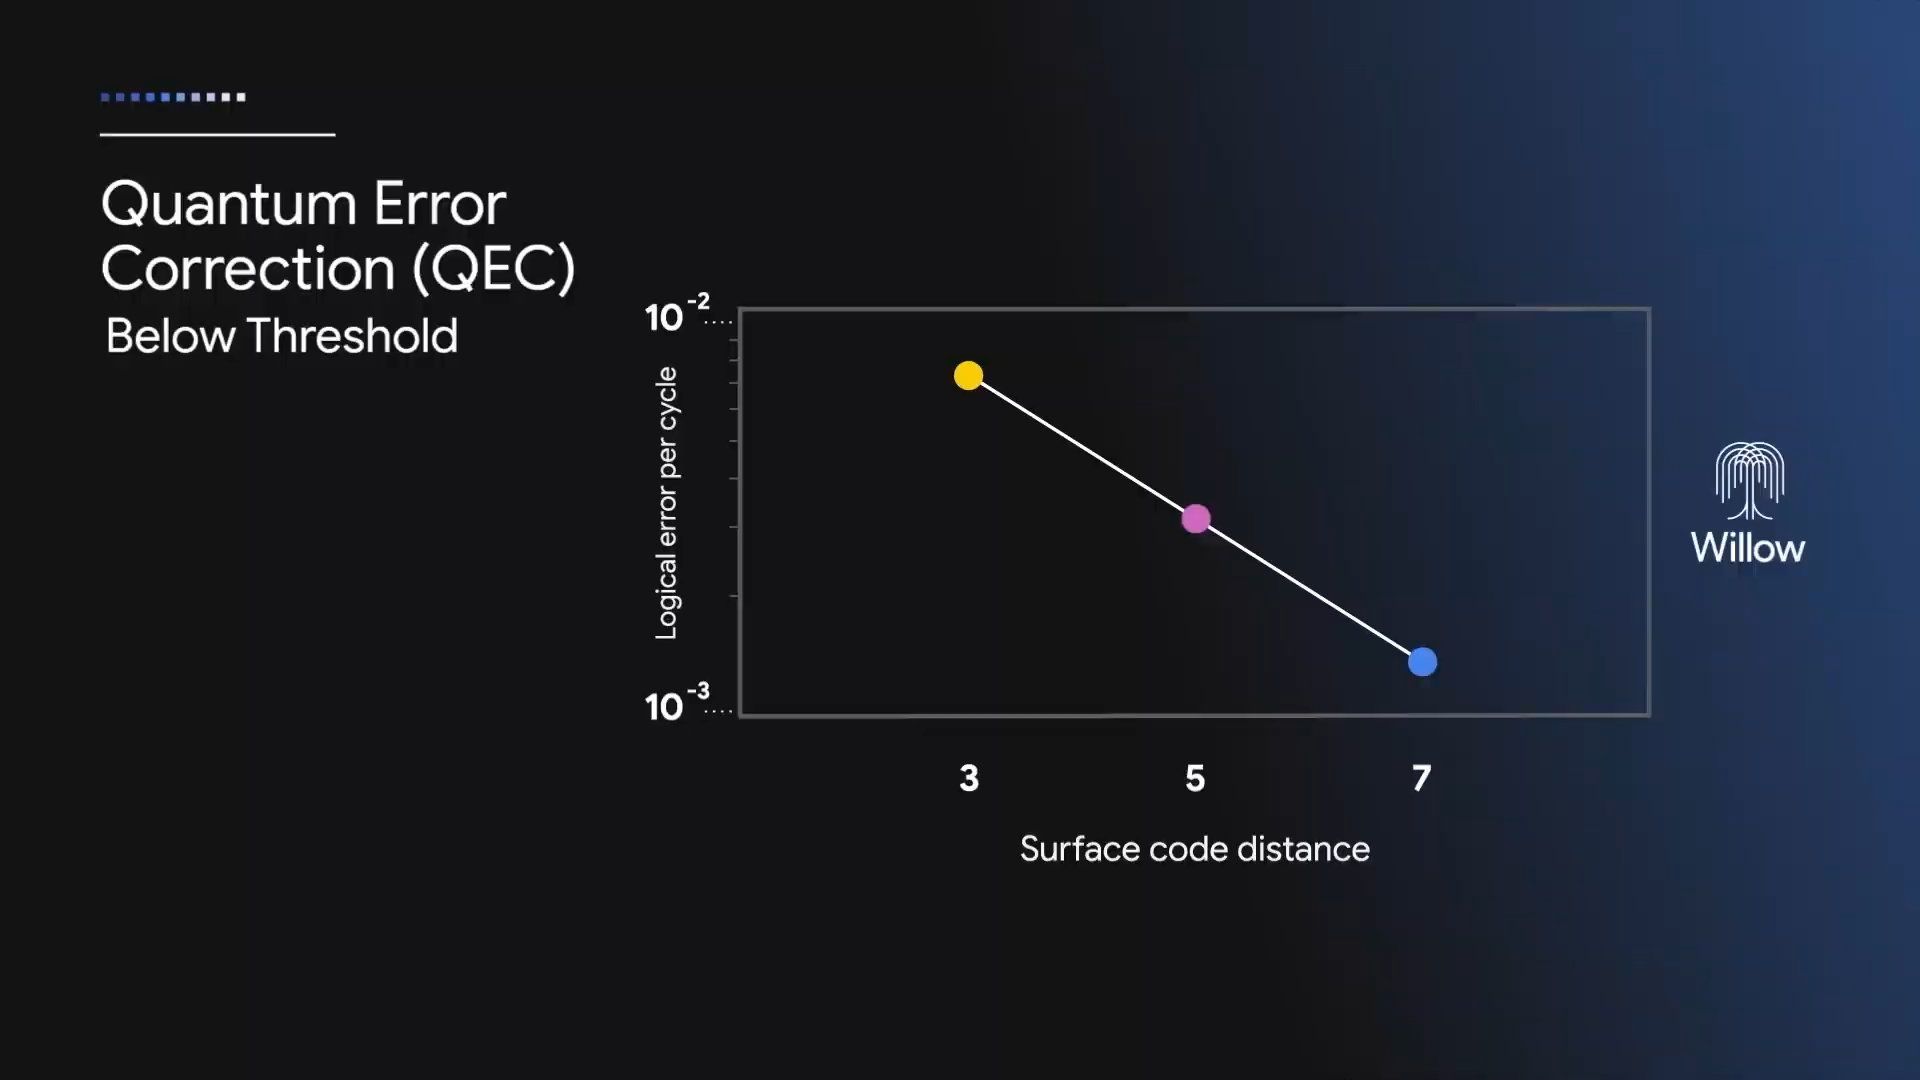 Quantum Error
Correction (QEC)
Below Threshold
10⁻²
Logical error per cycle
10⁻³
3 5 7
Surface code distance
Willow